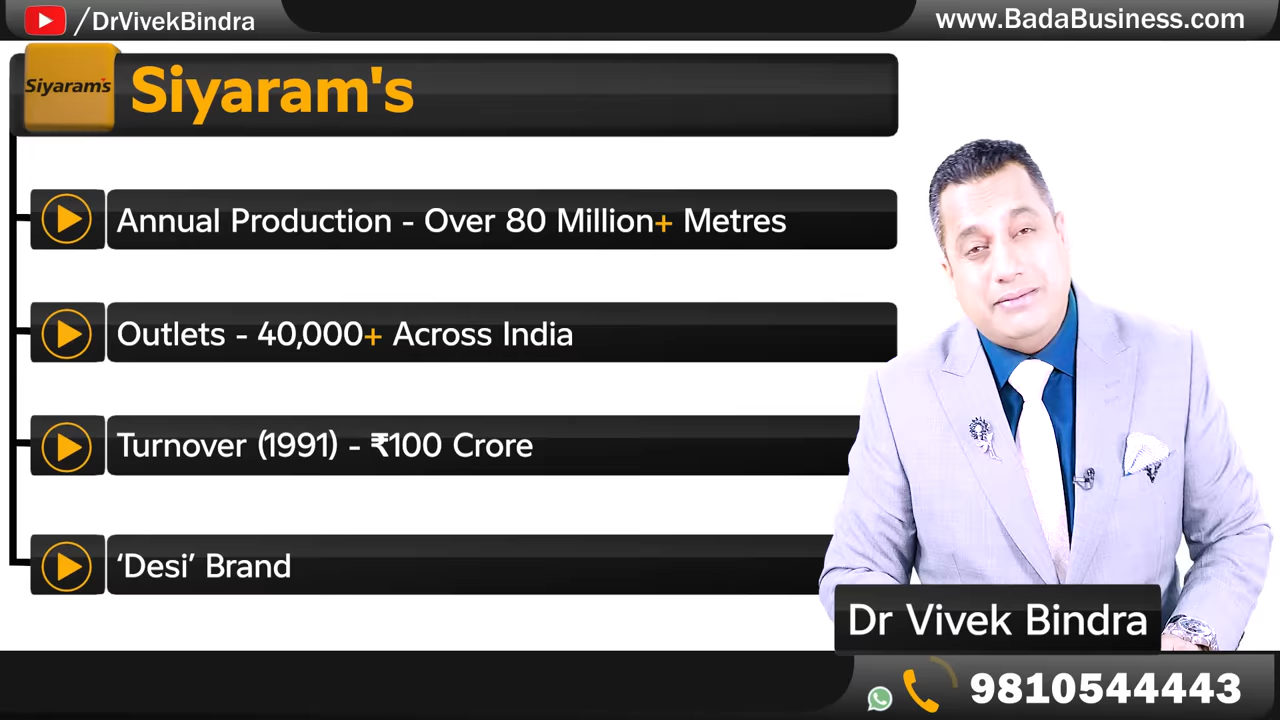 /DrVivekBindra
www.BadaBusiness.com
Siyaram's
Siyaram's
Annual Production - Over 80 Million+ Metres
Outlets - 40,000+ Across India
Turnover (1991) - ₹100 Crore
‘Desi’ Brand
Dr Vivek Bindra
9810544443